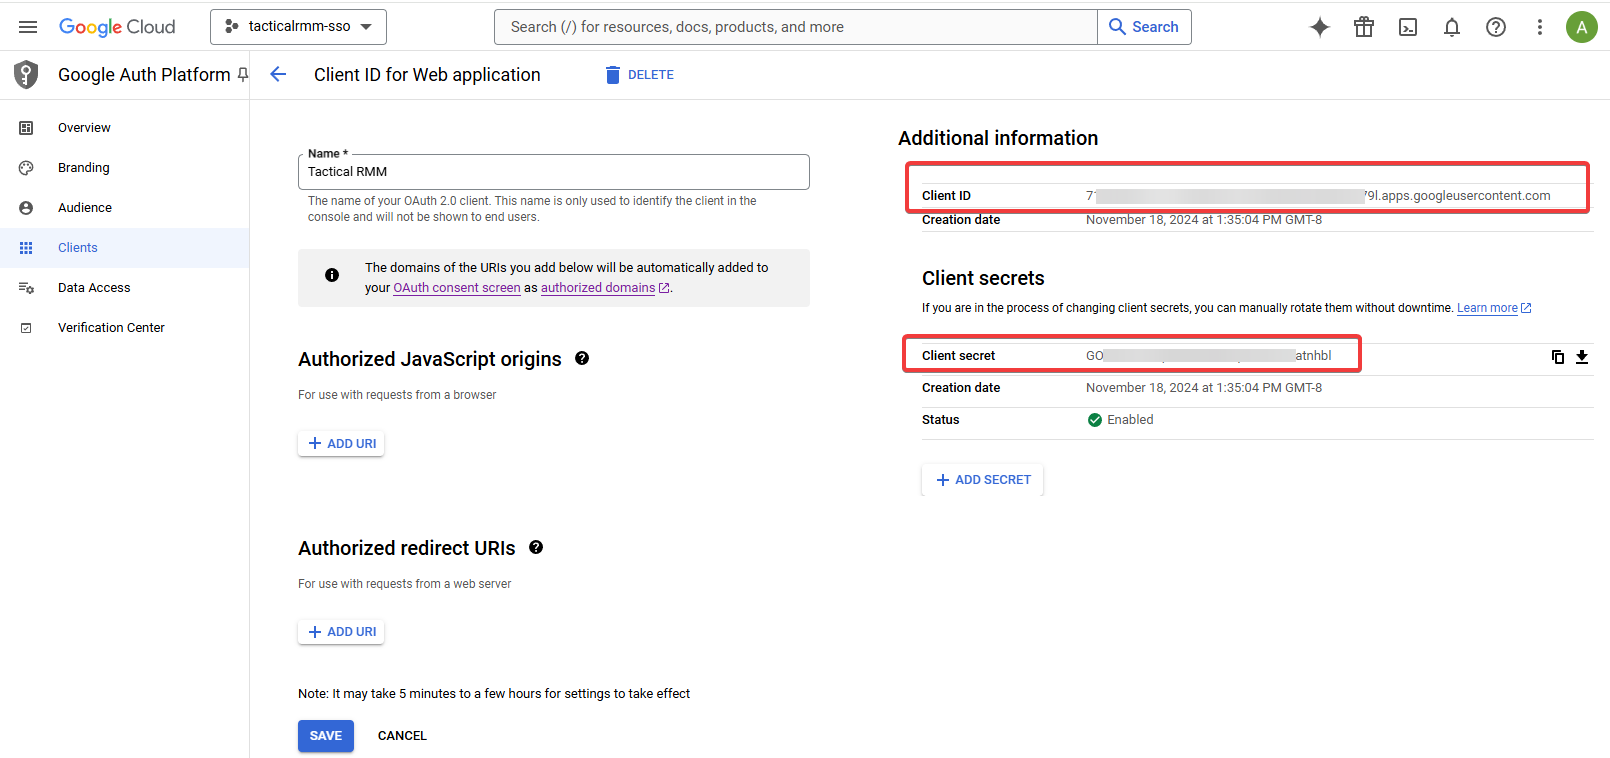 Google Cloud
tacticalrmm-sso
Search (/) for resources, docs, products, and more
Search
A
Google Auth Platform
Client ID for Web application
DELETE
Overview
Branding
Audience
Clients
Data Access
Verification Center
Name *
Tactical RMM
The name of your OAuth 2.0 client. This name is only used to identify the client in the
console and will not be shown to end users.
The domains of the URIs you add below will be automatically added to
your OAuth consent screen as authorized domains.
Authorized JavaScript origins
For use with requests from a browser
+ ADD URI
Authorized redirect URIs
For use with requests from a web server
+ ADD URI
Note: It may take 5 minutes to a few hours for settings to take effect
SAVE
CANCEL
Additional information
Client ID 9l.apps.googleusercontent.com
Creation date November 18, 2024 at 1:35:04 PM GMT-8
Client secrets
If you are in the process of changing client secrets, you can manually rotate them without downtime. Learn more
Client secret GO atnhbl
Creation date November 18, 2024 at 1:35:04 PM GMT-8
Status Enabled
+ ADD SECRET